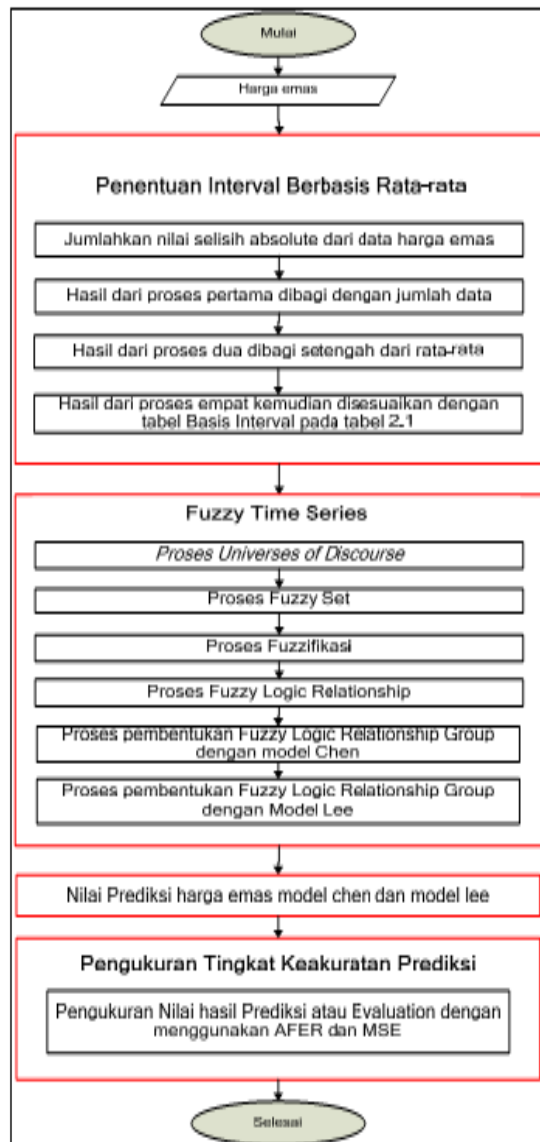 Mulai
Harga emas
Penentuan Interval Berbasis Rata-rata
Jumlahkan nilai selisih absolute dari data harga emas
Hasil dari proses pertama dibagi dengan jumlah data
Hasil dari proses dua dibagi setengah dari rata-rata
Hasil dari proses empat kemudian disesuaikan dengan
tabel Basis Interval pada tabel 2.1
Fuzzy Time Series
Proses Universes of Discourse
Proses Fuzzy Set
Proses Fuzzifikasi
Proses Fuzzy Logic Relationship
Proses pembentukan Fuzzy Logic Relationship Group
dengan model Chen
Proses pembentukan Fuzzy Logic Relationship Group
dengan Model Lee
Nilai Prediksi harga emas model chen dan model lee
Pengukuran Tingkat Keakuratan Prediksi
Pengukuran Nilai hasil Prediksi atau Evaluation dengan
menggunakan AFER dan MSE
Selesai